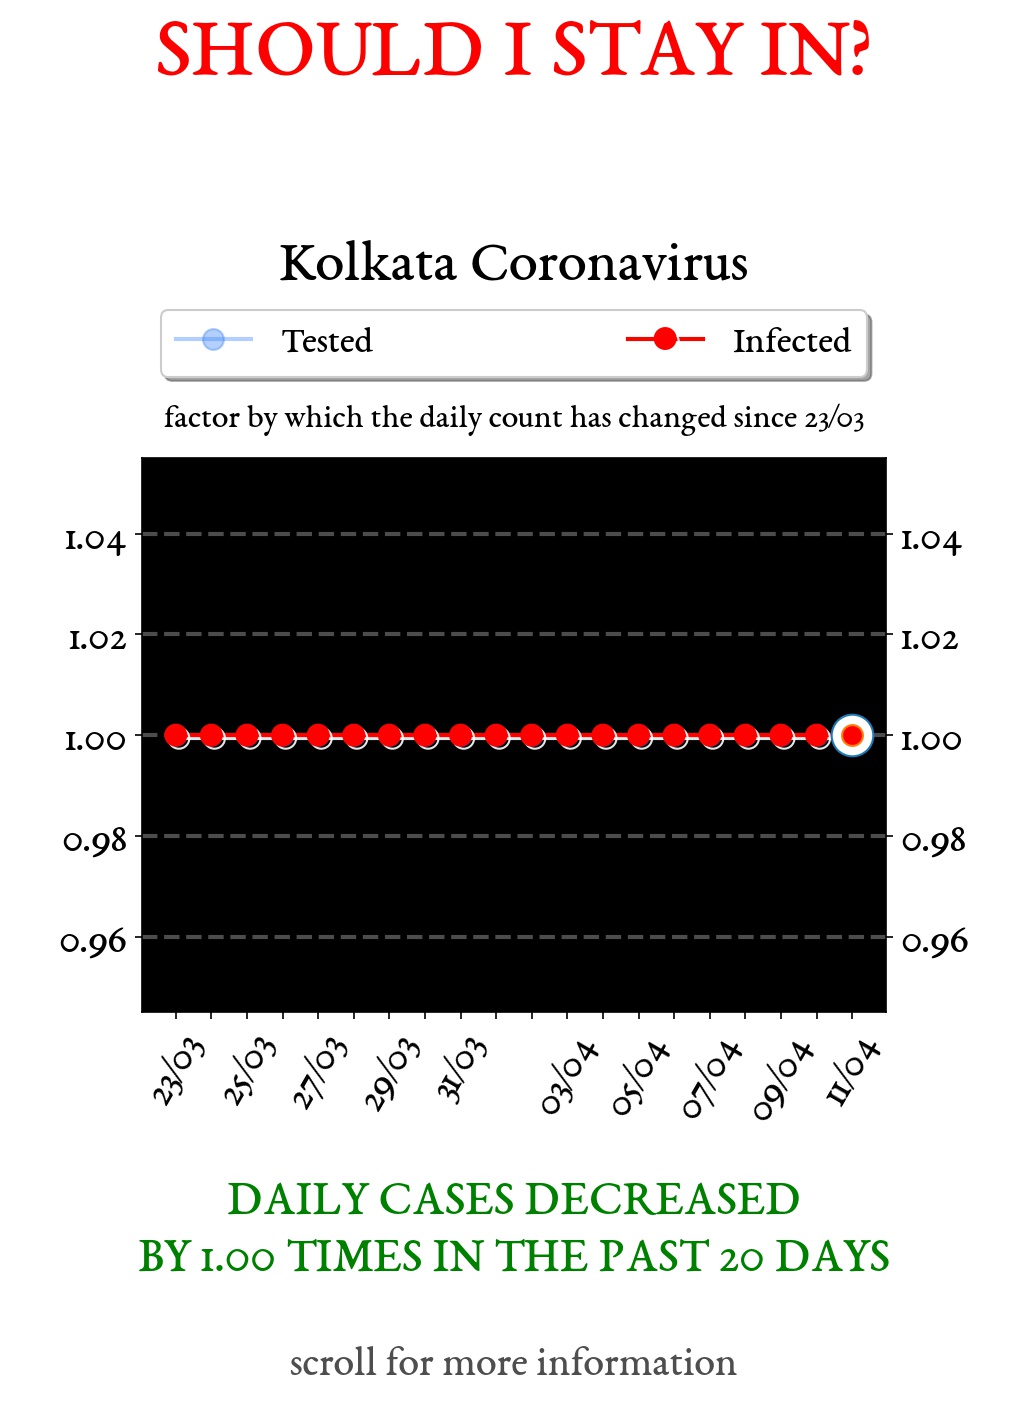 SHOULD I STAY IN?
Kolkata Coronavirus
Tested Infected
factor by which the daily count has changed since 23/03
1.04 1.04
1.02 1.02
1.00 1.00
0.98 0.98
0.96 0.96
23/03 25/03 27/03 29/03 31/03 03/04 05/04 07/04 09/04 11/04
DAILY CASES DECREASED
BY 1.00 TIMES IN THE PAST 20 DAYS
scroll for more information